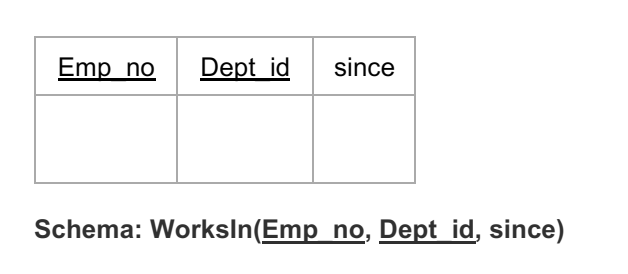 Emp_no Dept_id since
Schema: WorksIn(Emp_no, Dept_id, since)